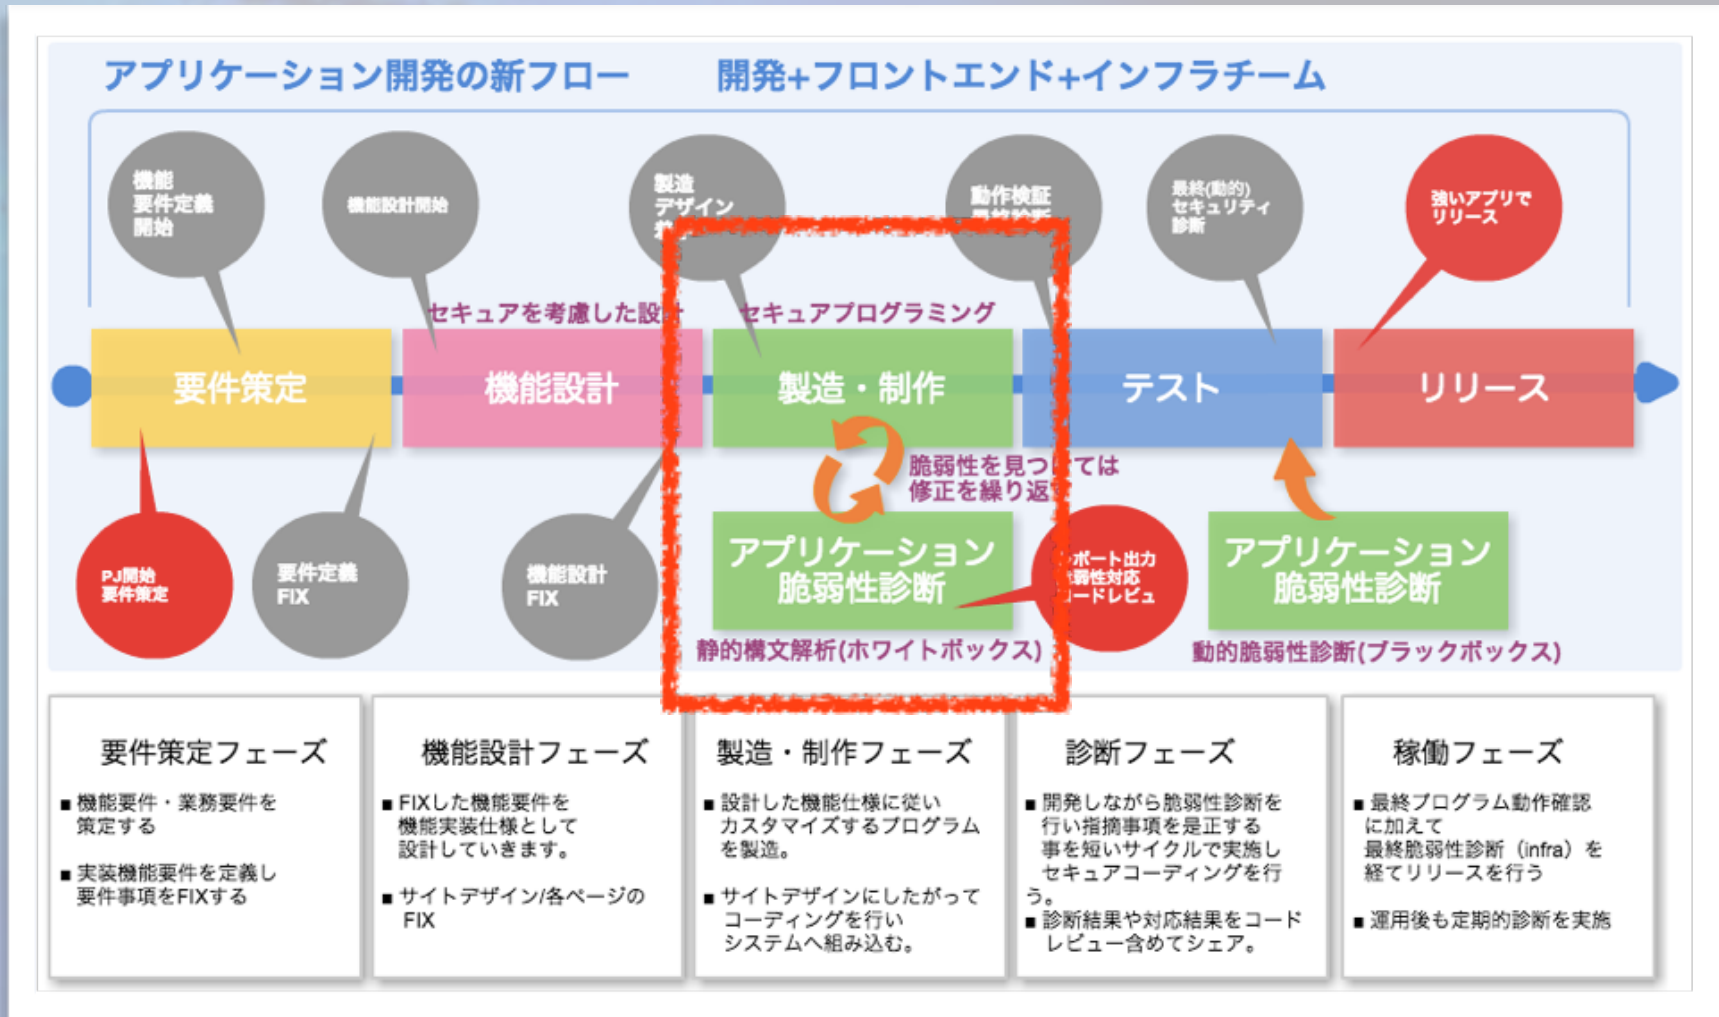 アプリケーション開発の新フロー
開発+フロントエンド+インフラチーム
機能
要件定義
開始
機能設計開始
製造
デザイン
動作検証
最終(動的)
セキュリティ
診断
強いアプリで
リリース
セキュアを考慮した設計
セキュアプログラミング
要件策定
機能設計
製造・制作
テスト
リリース
脆弱性を見つけては
修正を繰り返す
PJ開始
要件策定
要件定義
FIX
機能設計
FIX
アプリケーション
脆弱性診断
レポート出力
脆弱性対応
コードレビュ
アプリケーション
脆弱性診断
静的構文解析(ホワイトボックス)
動的脆弱性診断(ブラックボックス)
要件策定フェーズ
■ 機能要件・業務要件を
策定する
■ 実装機能要件を定義し
要件事項をFIXする
機能設計フェーズ
■ FIXした機能要件を
機能実装仕様として
設計していきます。
■ サイトデザイン/各ページの
FIX
製造・制作フェーズ
■ 設計した機能仕様に従い
カスタマイズするプログラム
を製造。
■ サイトデザインにしたがって
コーディングを行い
システムへ組み込む。
診断フェーズ
■ 開発しながら脆弱性診断を
行い指摘事項を是正する
事を短いサイクルで実施し
セキュアコーディングを行
う。
■ 診断結果や対応結果をコード
レビュー含めてシェア。
稼働フェーズ
■ 最終プログラム動作確認
に加えて
最終脆弱性診断（infra）を
経てリリースを行う
■ 運用後も定期的診断を実施